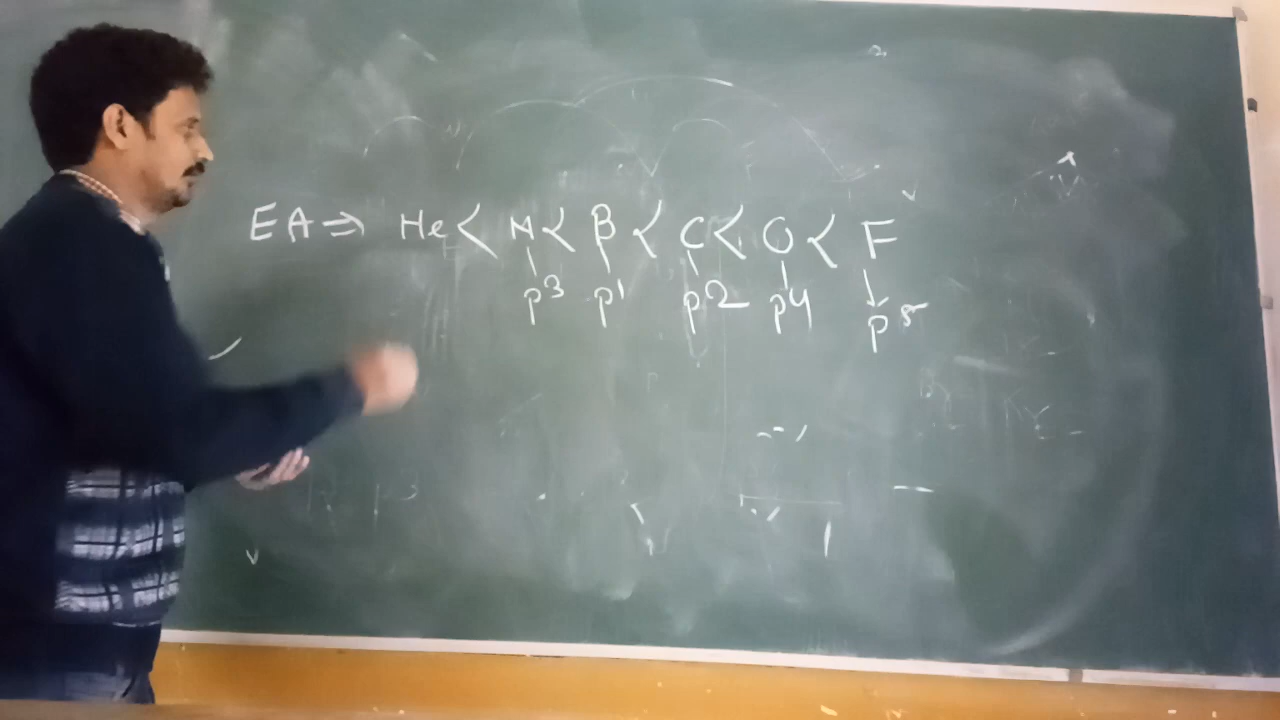 EA ⇒ He < N < B < C < O < F
p3 p1 p2 p4 p5